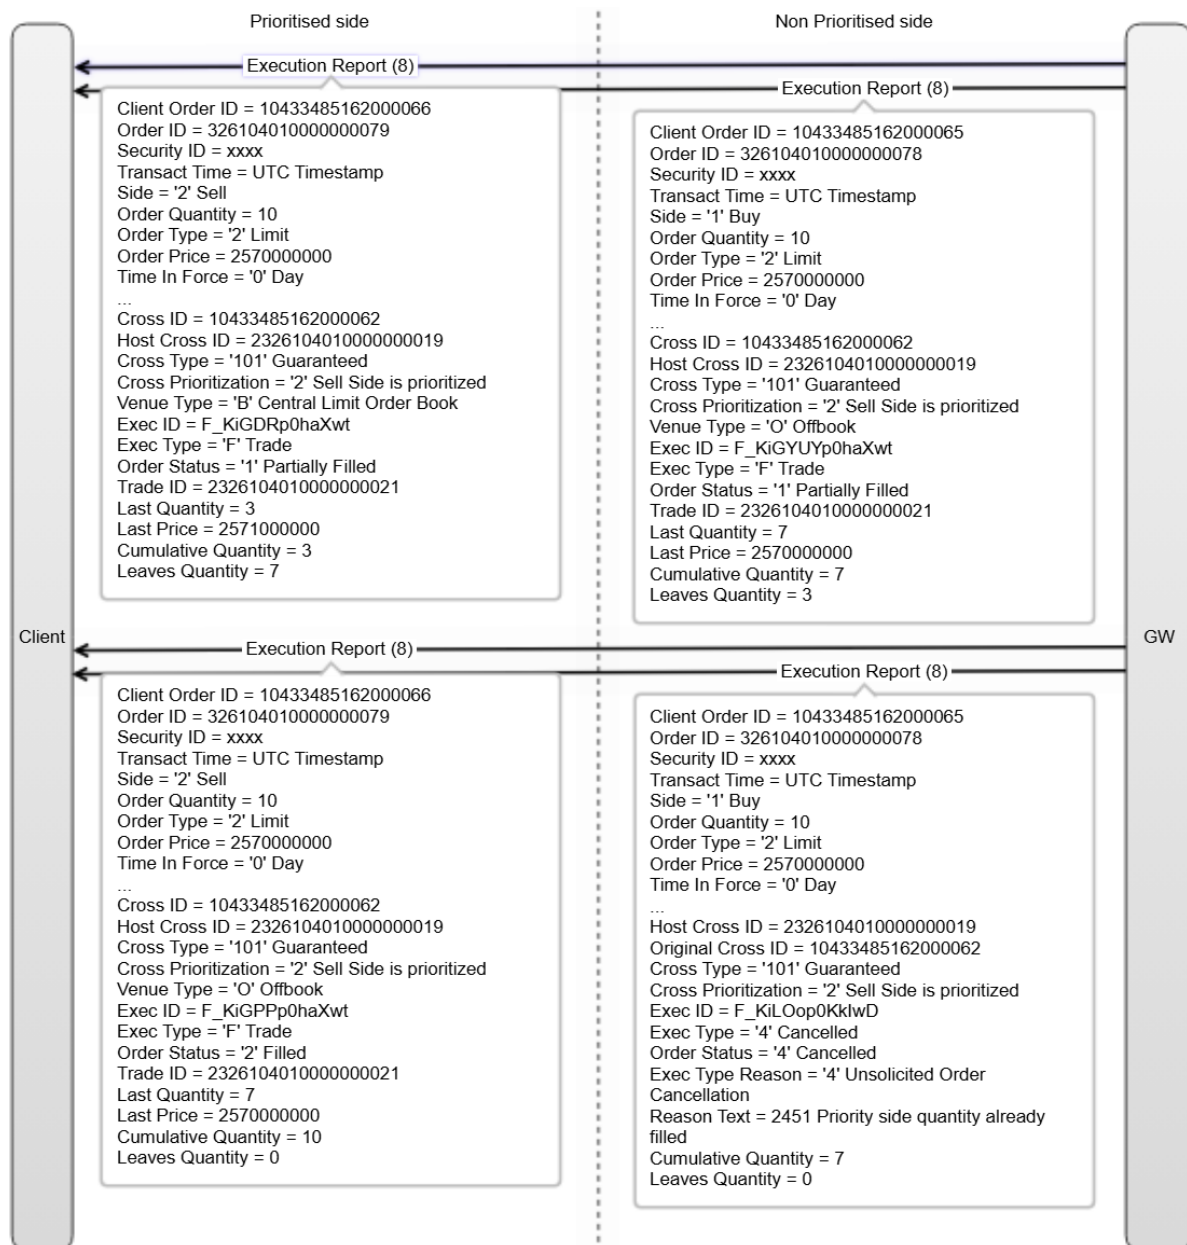 Prioritised side
Non Prioritised side
Execution Report (8)
Execution Report (8)
Client Order ID = 10433485162000066
Order ID = 326104010000000079
Security ID = xxxx
Transact Time = UTC Timestamp
Side = '2' Sell
Order Quantity = 10
Order Type = '2' Limit
Order Price = 2570000000
Time In Force = '0' Day
...
Cross ID = 10433485162000062
Host Cross ID = 2326104010000000019
Cross Type = '101' Guaranteed
Cross Prioritization = '2' Sell Side is prioritized
Venue Type = 'B' Central Limit Order Book
Exec ID = F_KiGDRp0haXwt
Exec Type = 'F' Trade
Order Status = '1' Partially Filled
Trade ID = 2326104010000000021
Last Quantity = 3
Last Price = 2571000000
Cumulative Quantity = 3
Leaves Quantity = 7
Client Order ID = 10433485162000065
Order ID = 326104010000000078
Security ID = xxxx
Transact Time = UTC Timestamp
Side = '1' Buy
Order Quantity = 10
Order Type = '2' Limit
Order Price = 2570000000
Time In Force = '0' Day
...
Cross ID = 10433485162000062
Host Cross ID = 2326104010000000019
Cross Type = '101' Guaranteed
Cross Prioritization = '2' Sell Side is prioritized
Venue Type = 'O' Offbook
Exec ID = F_KiGYUYp0haXwt
Exec Type = 'F' Trade
Order Status = '1' Partially Filled
Trade ID = 2326104010000000021
Last Quantity = 7
Last Price = 2570000000
Cumulative Quantity = 7
Leaves Quantity = 3
Client
GW
Execution Report (8)
Execution Report (8)
Client Order ID = 10433485162000066
Order ID = 326104010000000079
Security ID = xxxx
Transact Time = UTC Timestamp
Side = '2' Sell
Order Quantity = 10
Order Type = '2' Limit
Order Price = 2570000000
Time In Force = '0' Day
...
Cross ID = 10433485162000062
Host Cross ID = 2326104010000000019
Cross Type = '101' Guaranteed
Cross Prioritization = '2' Sell Side is prioritized
Venue Type = 'O' Offbook
Exec ID = F_KiGPPp0haXwt
Exec Type = 'F' Trade
Order Status = '2' Filled
Trade ID = 2326104010000000021
Last Quantity = 7
Last Price = 2570000000
Cumulative Quantity = 10
Leaves Quantity = 0
Client Order ID = 10433485162000065
Order ID = 326104010000000078
Security ID = xxxx
Transact Time = UTC Timestamp
Side = '1' Buy
Order Quantity = 10
Order Type = '2' Limit
Order Price = 2570000000
Time In Force = '0' Day
...
Host Cross ID = 2326104010000000019
Original Cross ID = 10433485162000062
Cross Type = '101' Guaranteed
Cross Prioritization = '2' Sell Side is prioritized
Exec ID = F_KiLOop0KkIwD
Exec Type = '4' Cancelled
Order Status = '4' Cancelled
Exec Type Reason = '4' Unsolicited Order
Cancellation
Reason Text = 2451 Priority side quantity already
filled
Cumulative Quantity = 7
Leaves Quantity = 0